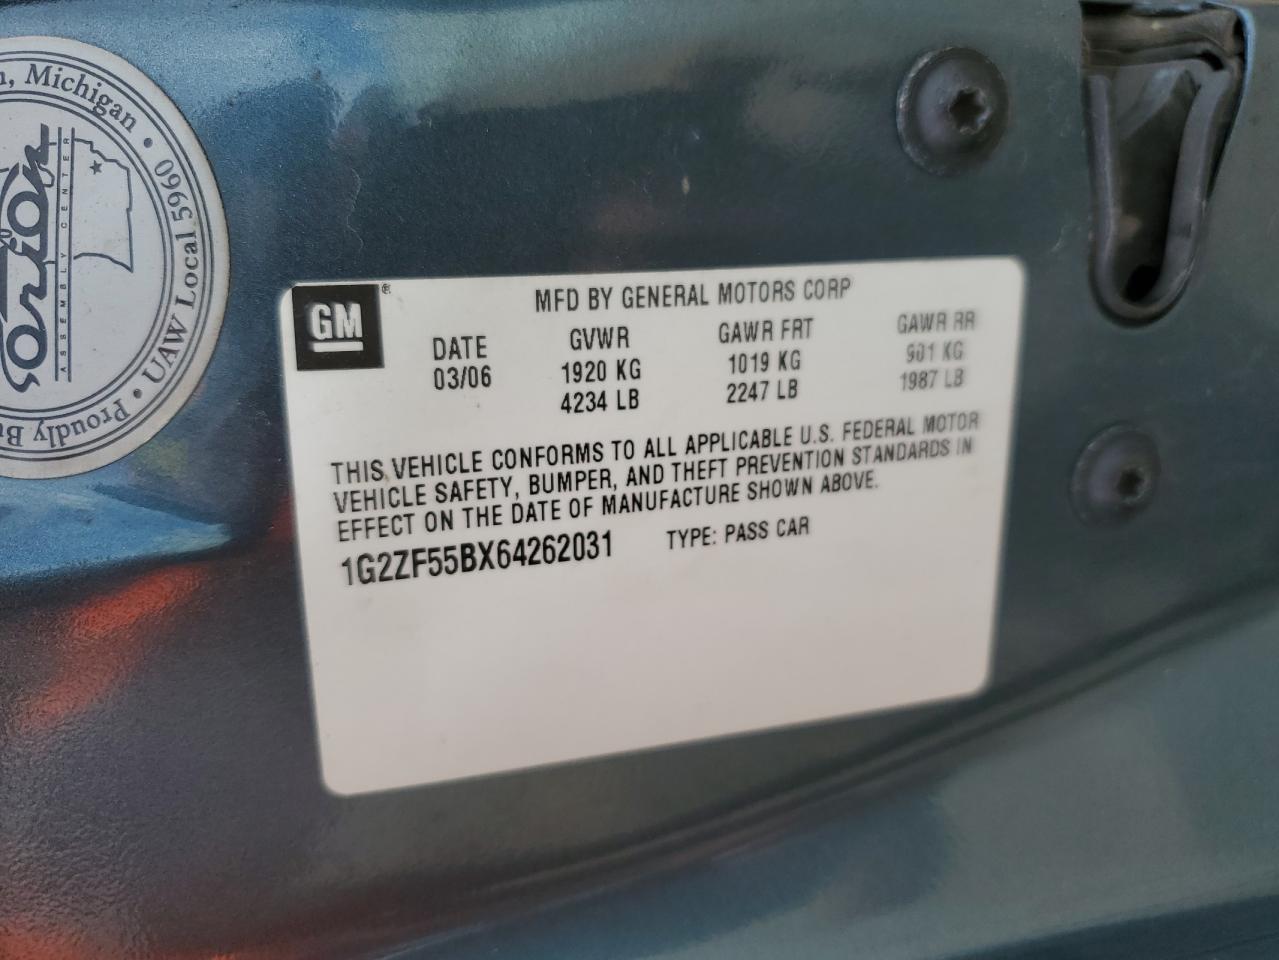 n, Michigan •
UAW Local 5960
• Proudly Bu
Orion
ASSEMBLY CENTER
GM®
MFD BY GENERAL MOTORS CORP
DATE GVWR GAWR FRT GAWR RR
03/06 1920 KG 1019 KG 901 KG
4234 LB 2247 LB 1987 LB
THIS VEHICLE CONFORMS TO ALL APPLICABLE U.S. FEDERAL MOTOR
VEHICLE SAFETY, BUMPER, AND THEFT PREVENTION STANDARDS IN
EFFECT ON THE DATE OF MANUFACTURE SHOWN ABOVE.
1G2ZF55BX64262031 TYPE: PASS CAR